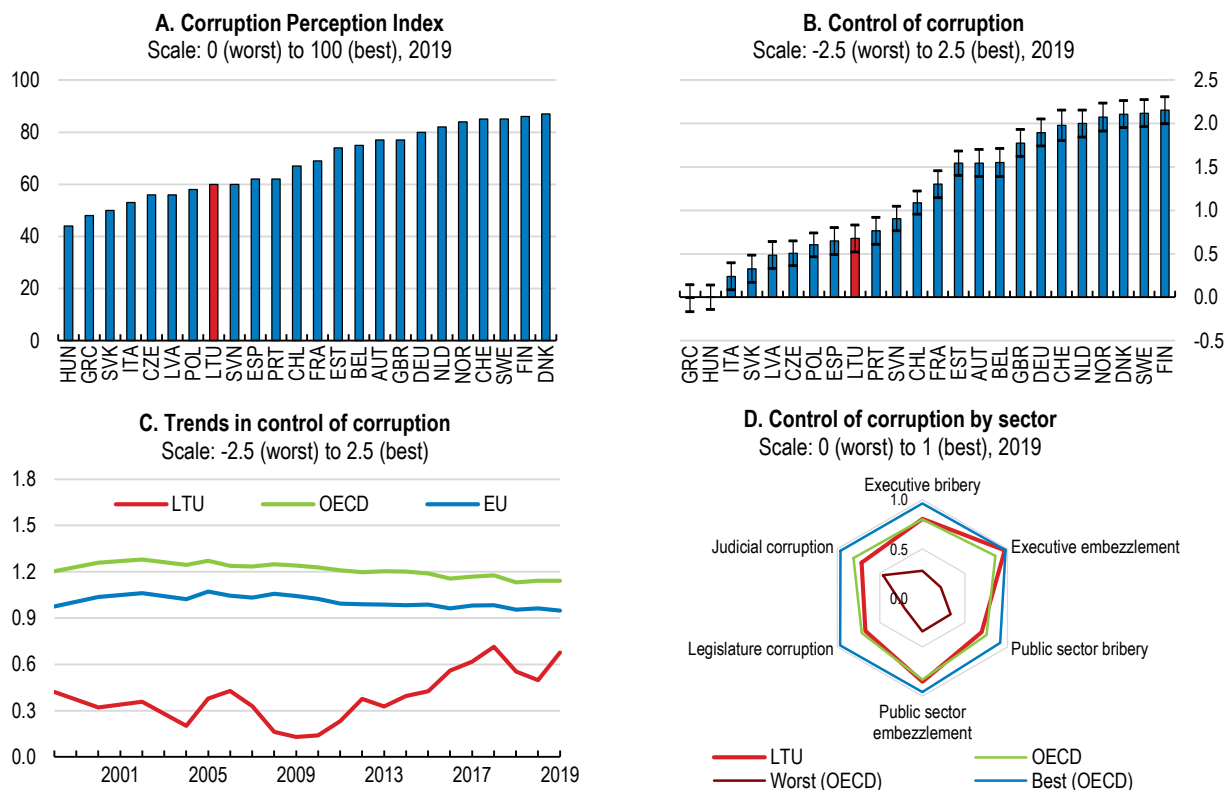 A. Corruption Perception Index
Scale: 0 (worst) to 100 (best), 2019
100
80
60
40
20
0
HUN
GRC
SVK
ITA
CZE
LVA
POL
LTU
SVN
ESP
PRT
CHL
FRA
EST
BEL
AUT
GBR
DEU
NLD
NOR
CHE
SWE
FIN
DNK
B. Control of corruption
Scale: -2.5 (worst) to 2.5 (best), 2019
2.5
2.0
1.5
1.0
0.5
0.0
-0.5
GRC
HUN
ITA
SVK
LVA
CZE
POL
ESP
LTU
PRT
SVN
CHL
FRA
EST
AUT
BEL
GBR
DEU
CHE
NLD
NOR
DNK
SWE
FIN
C. Trends in control of corruption
Scale: -2.5 (worst) to 2.5 (best)
1.8
1.5
1.2
0.9
0.6
0.3
0.0
LTU
OECD
EU
2001
2005
2009
2013
2017
2019
D. Control of corruption by sector
Scale: 0 (worst) to 1 (best), 2019
Executive bribery
1.0
0.5
0.0
Judicial corruption
Executive embezzlement
Legislature corruption
Public sector bribery
Public sector
embezzlement
LTU
OECD
Worst (OECD)
Best (OECD)